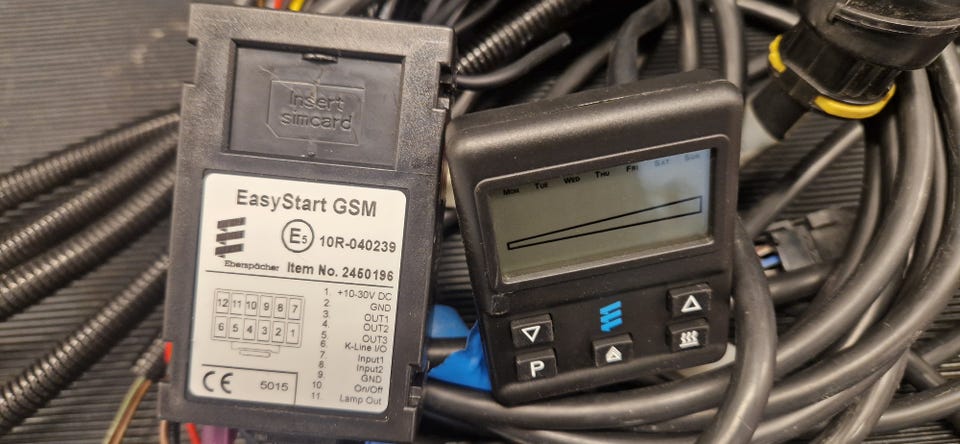 Insert
simcard
EasyStart GSM
E5 10R-040239
Eberspächer Item No. 2450196
12 11 10 9 8 7
6 5 4 3 2 1
1. +10-30V DC
2. GND
3. OUT1
4. OUT2
5. OUT3
6. K-Line I/O
7. Input1
8. Input2
9. GND
10. On/Off
11. Lamp Out
CE 5015
MON TUE WED THU FRI SAT SUN
P